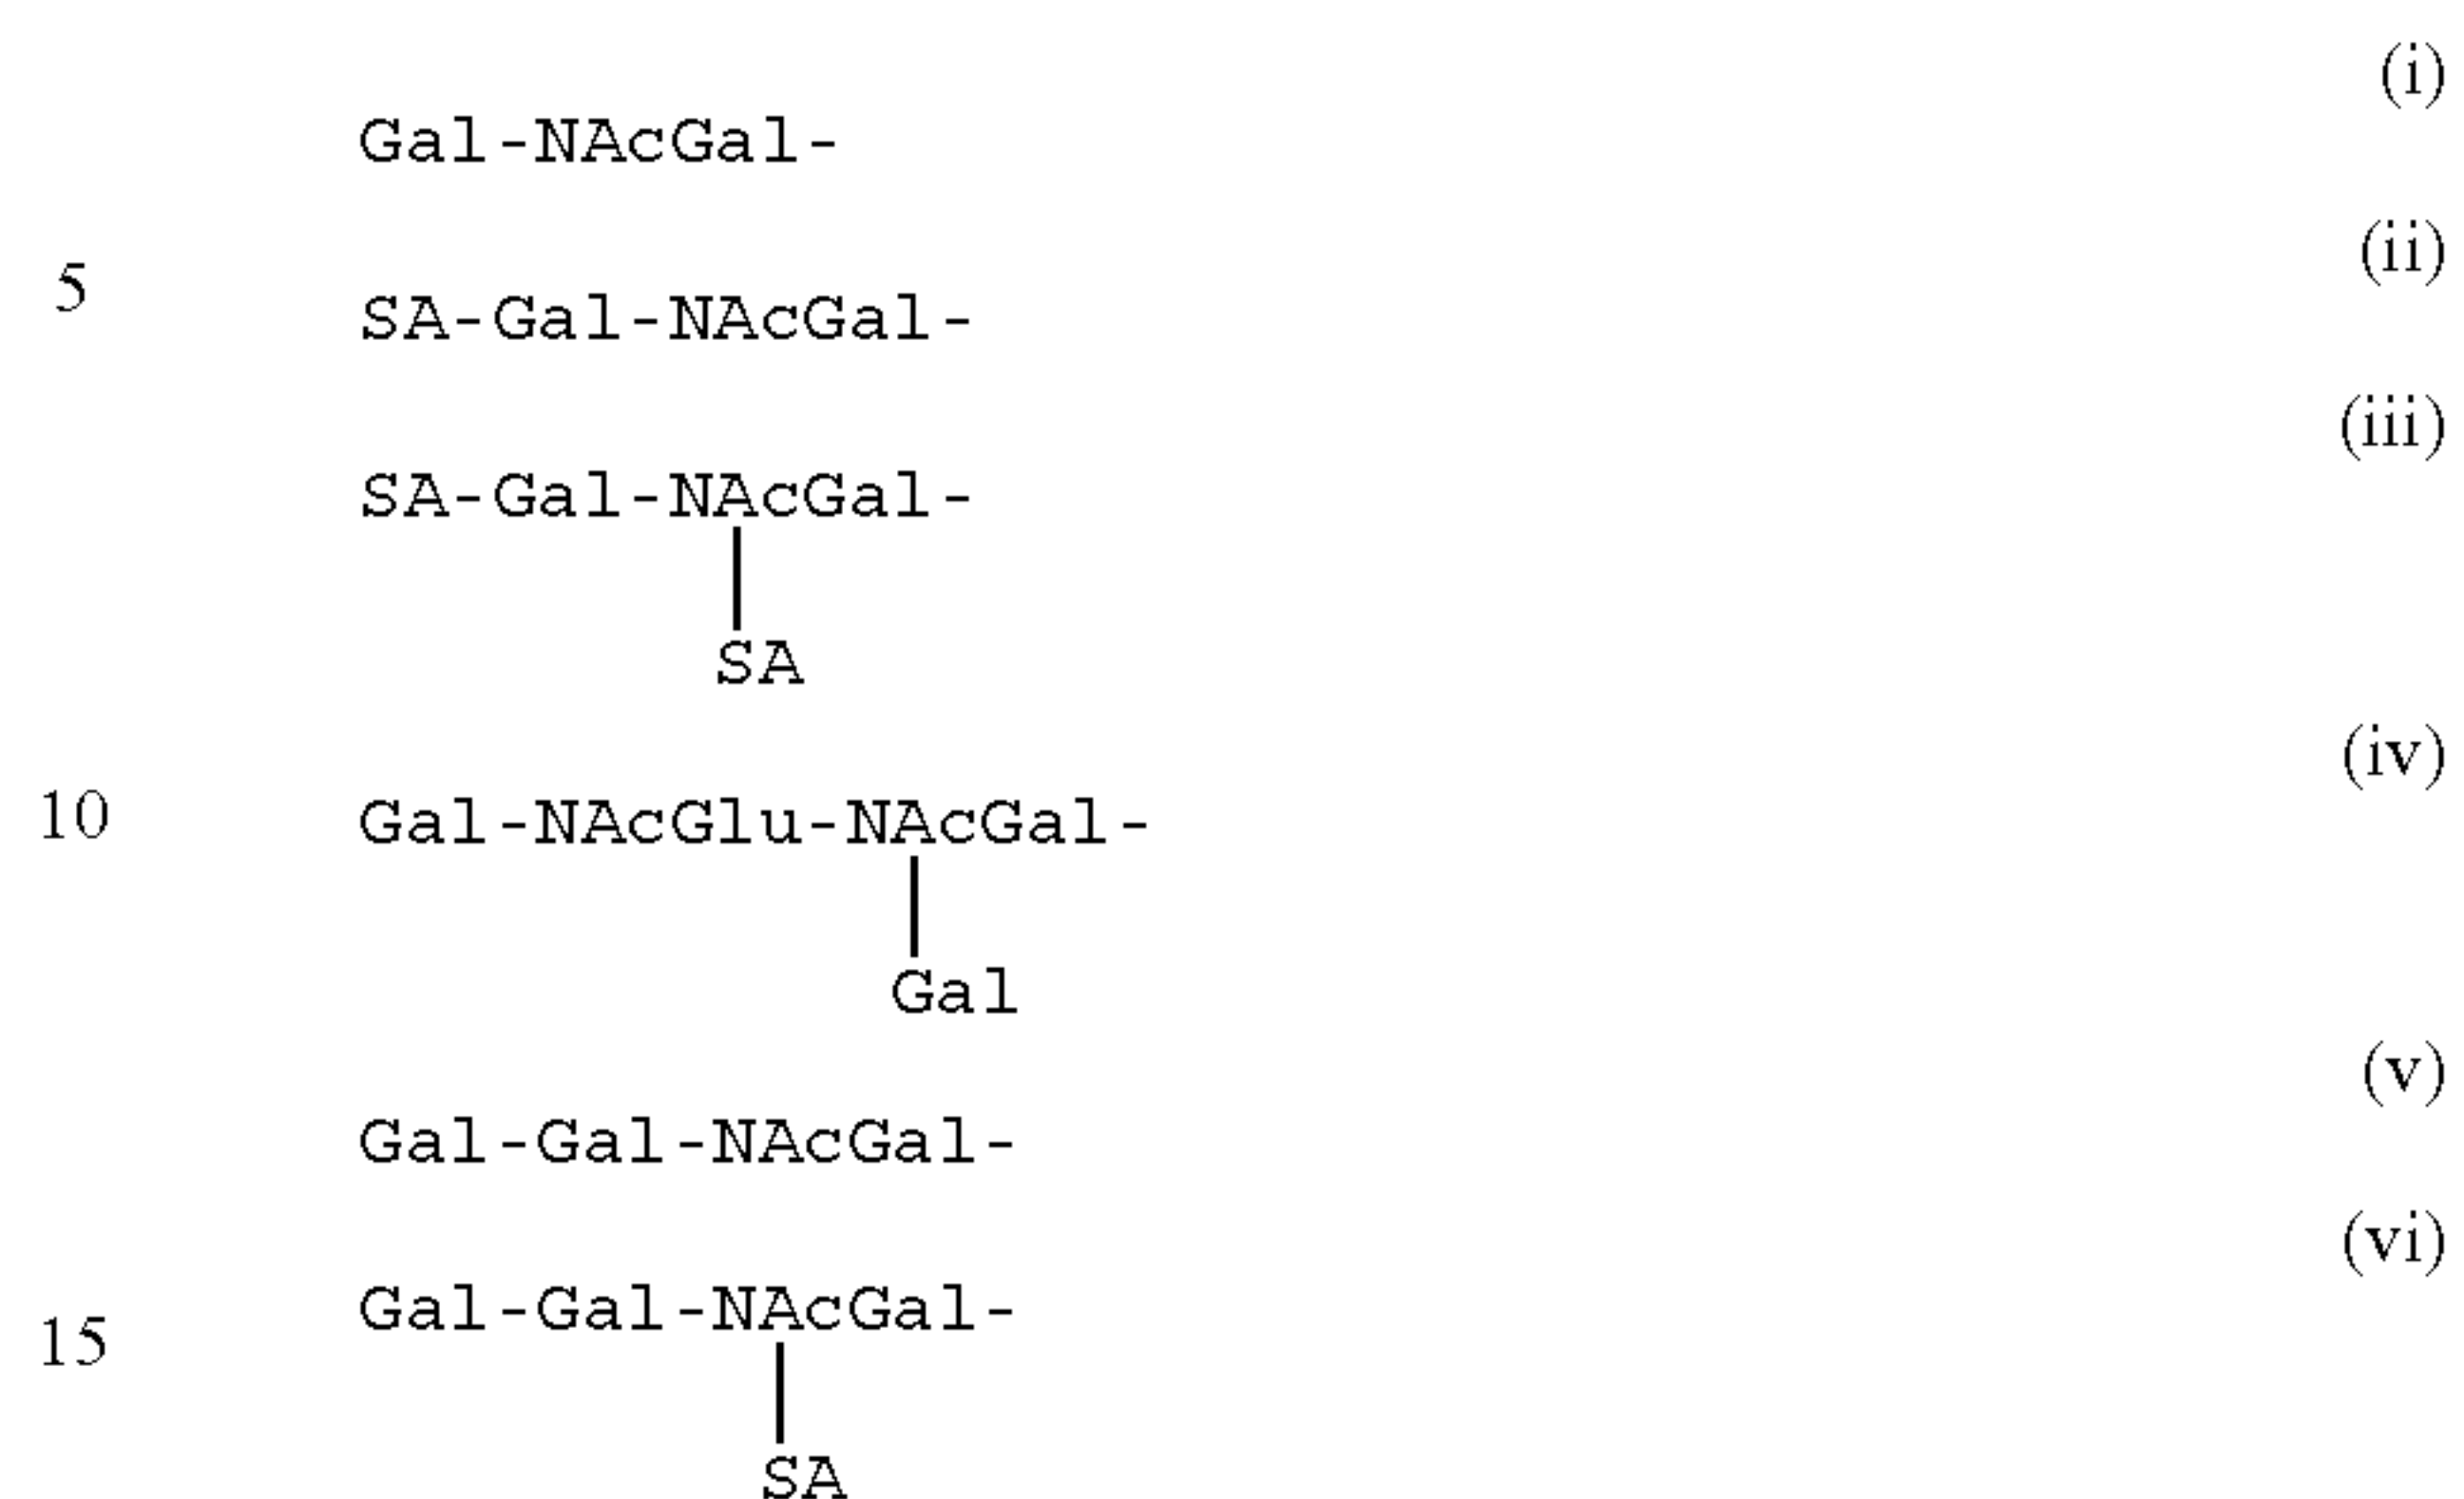 (i)
Gal-NAcGal-
(ii)
5
SA-Gal-NAcGal-
(iii)
SA-Gal-NAcGal-
SA
(iv)
10
Gal-NAcGlu-NAcGal-
Gal
(v)
Gal-Gal-NAcGal-
(vi)
Gal-Gal-NAcGal-
15
SA